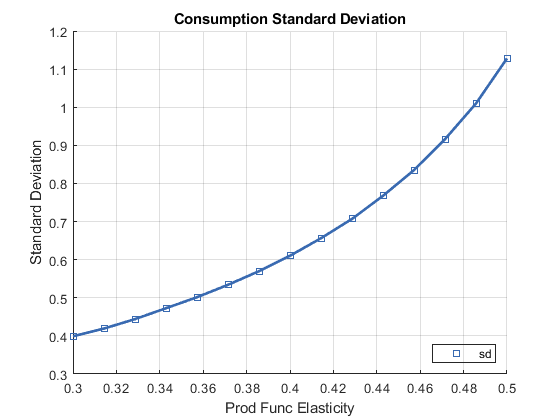 Consumption Standard Deviation
1.2
1.1
1
0.9
0.8
0.7
0.6
0.5
0.4
0.3
Standard Deviation
0.3 0.32 0.34 0.36 0.38 0.4 0.42 0.44 0.46 0.48 0.5
Prod Func Elasticity
sd